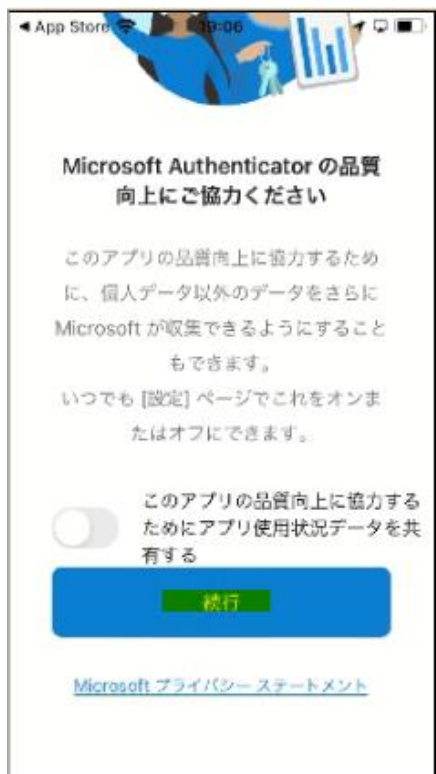 App Store 19:06
Microsoft Authenticator の品質
向上にご協力ください
このアプリの品質向上に協力するため
に、個人データ以外のデータをさらに
Microsoft が収集できるようにすること
もできます。
いつでも [設定] ページでこれをオンま
たはオフにできます。
このアプリの品質向上に協力する
ためにアプリ使用状況データを共
有する
続行
Microsoft プライバシー ステートメント